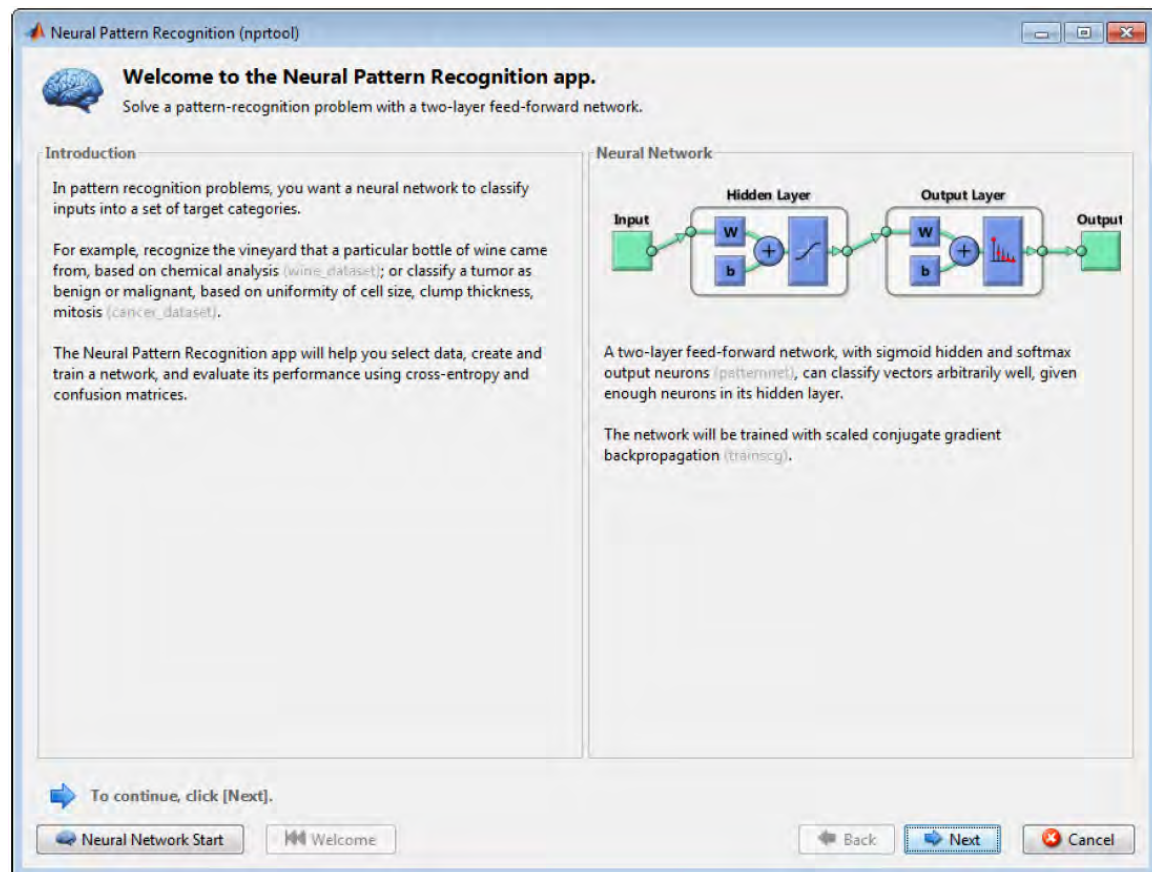 Neural Pattern Recognition (nprtool)
Welcome to the Neural Pattern Recognition app.
Solve a pattern-recognition problem with a two-layer feed-forward network.
Introduction
In pattern recognition problems, you want a neural network to classify
inputs into a set of target categories.
For example, recognize the vineyard that a particular bottle of wine came
from, based on chemical analysis (wine_dataset); or classify a tumor as
benign or malignant, based on uniformity of cell size, clump thickness,
mitosis (cancer_dataset).
The Neural Pattern Recognition app will help you select data, create and
train a network, and evaluate its performance using cross-entropy and
confusion matrices.
Neural Network
Hidden Layer
Output Layer
Input
Output
W
b
+
W
b
+
A two-layer feed-forward network, with sigmoid hidden and softmax
output neurons (patternnet), can classify vectors arbitrarily well, given
enough neurons in its hidden layer.
The network will be trained with scaled conjugate gradient
backpropagation (trainscg).
To continue, click [Next].
Neural Network Start
Welcome
Back
Next
Cancel